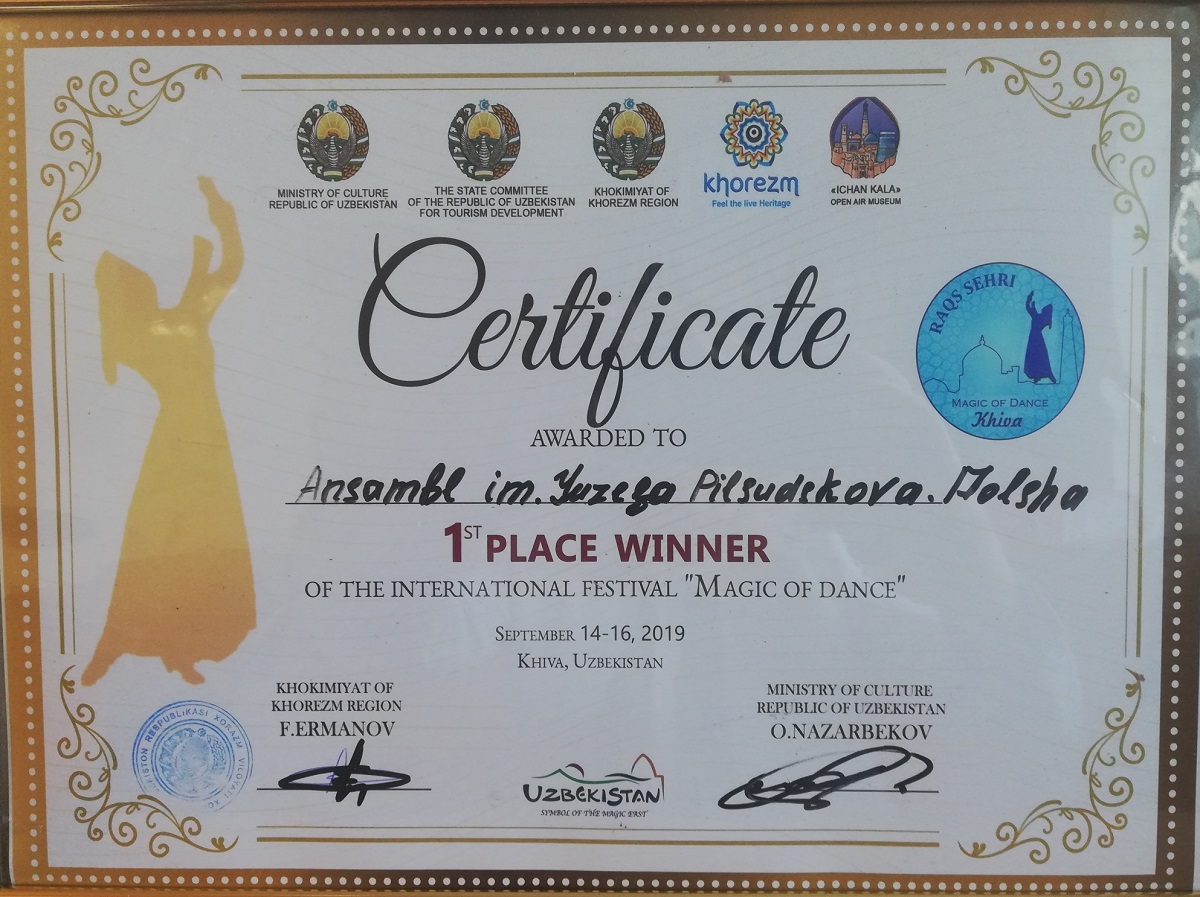 MINISTRY OF CULTURE
REPUBLIC OF UZBEKISTAN
THE STATE COMMITTEE
OF THE REPUBLIC OF UZBEKISTAN
FOR TOURISM DEVELOPMENT
KHOKIMIYAT OF
KHOREZM REGION
khorezm
Feel the live Heritage
«ICHAN KALA»
OPEN AIR MUSEUM
Certificate
RAQS SEHRI
MAGIC OF DANCE
Khiva
AWARDED TO
Ansambl im. Yuzefa Pilsudskova. Polsha
1ST PLACE WINNER
OF THE INTERNATIONAL FESTIVAL "MAGIC OF DANCE"
SEPTEMBER 14-16, 2019
KHIVA, UZBEKISTAN
KHOKIMIYAT OF
KHOREZM REGION
F.ERMANOV
MINISTRY OF CULTURE
REPUBLIC OF UZBEKISTAN
O.NAZARBEKOV
RESPUBLIKASI XORAZM VILOYATI
UZBEKISTAN
SYMBOL OF THE MAGIC EAST